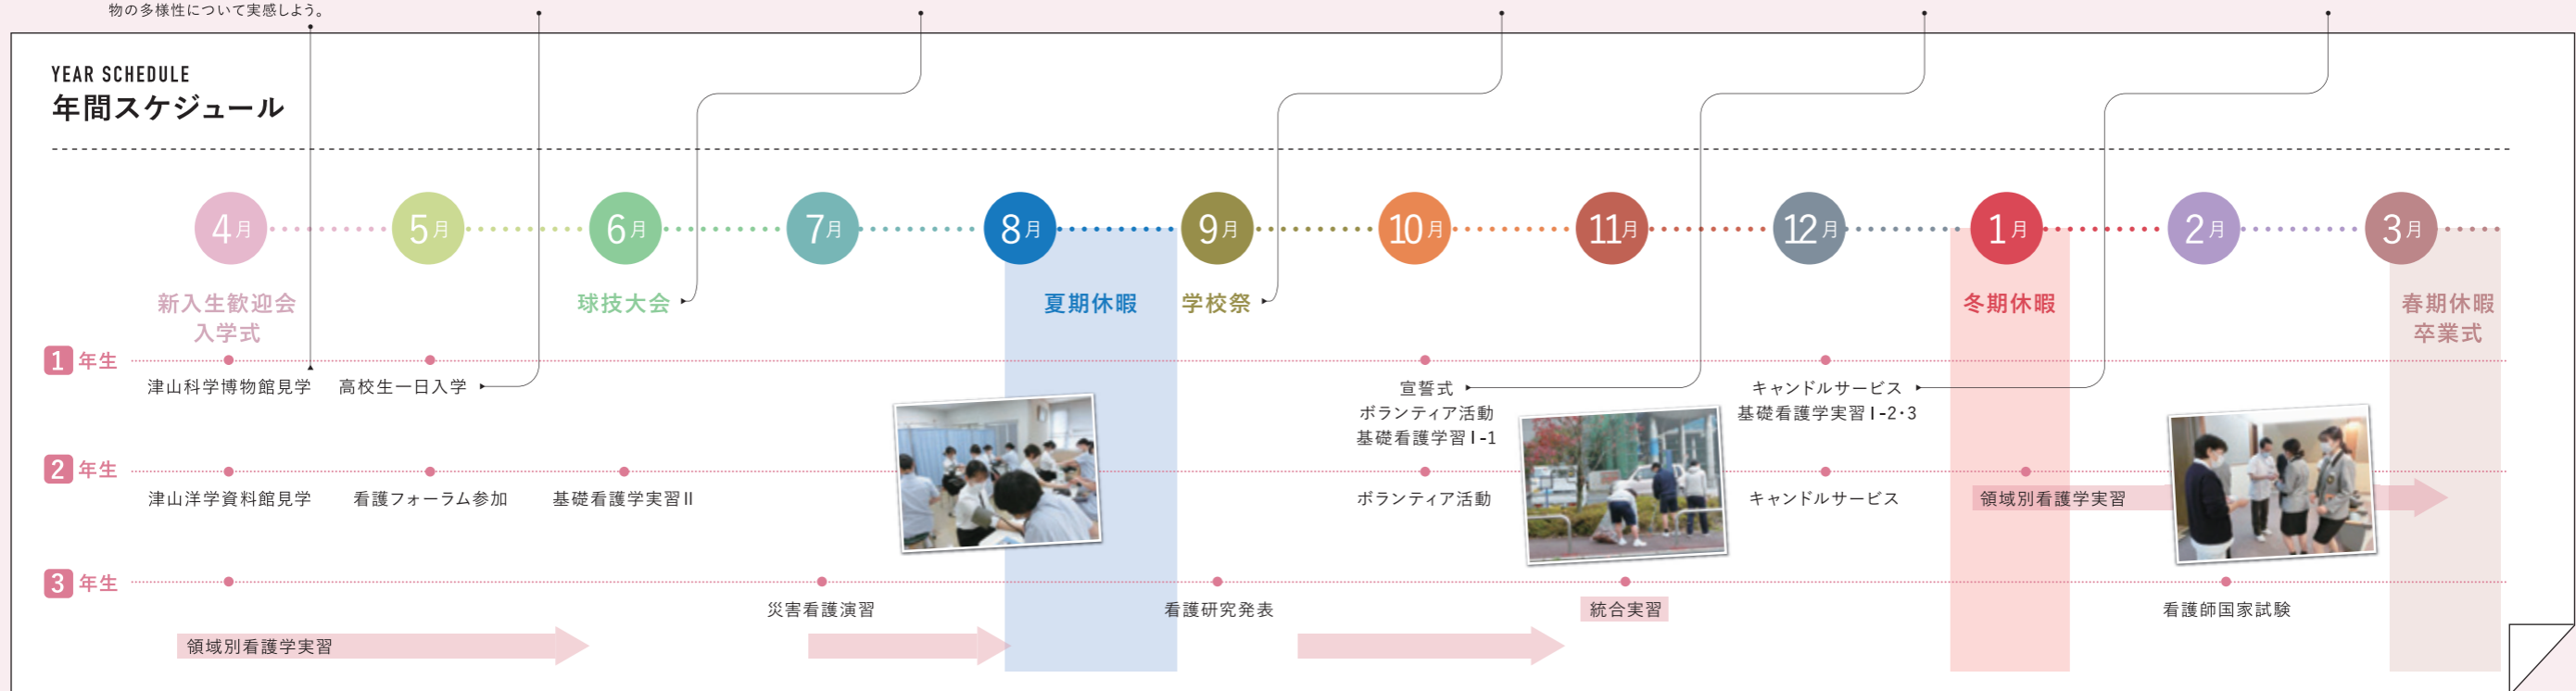 物の多様性について実感しよう。
YEAR SCHEDULE
年間スケジュール
4月
5月
6月
7月
8月
9月
10月
11月
12月
1月
2月
3月
新入生歓迎会
入学式
球技大会
夏期休暇
学校祭
冬期休暇
春期休暇
卒業式
1 年生
津山科学博物館見学
高校生一日入学
宣誓式
ボランティア活動
基礎看護学習Ⅰ-1
キャンドルサービス
基礎看護学実習Ⅰ-2・3
2 年生
津山洋学資料館見学
看護フォーラム参加
基礎看護学実習Ⅱ
ボランティア活動
キャンドルサービス
領域別看護学実習
3 年生
災害看護演習
看護研究発表
統合実習
看護師国家試験
領域別看護学実習